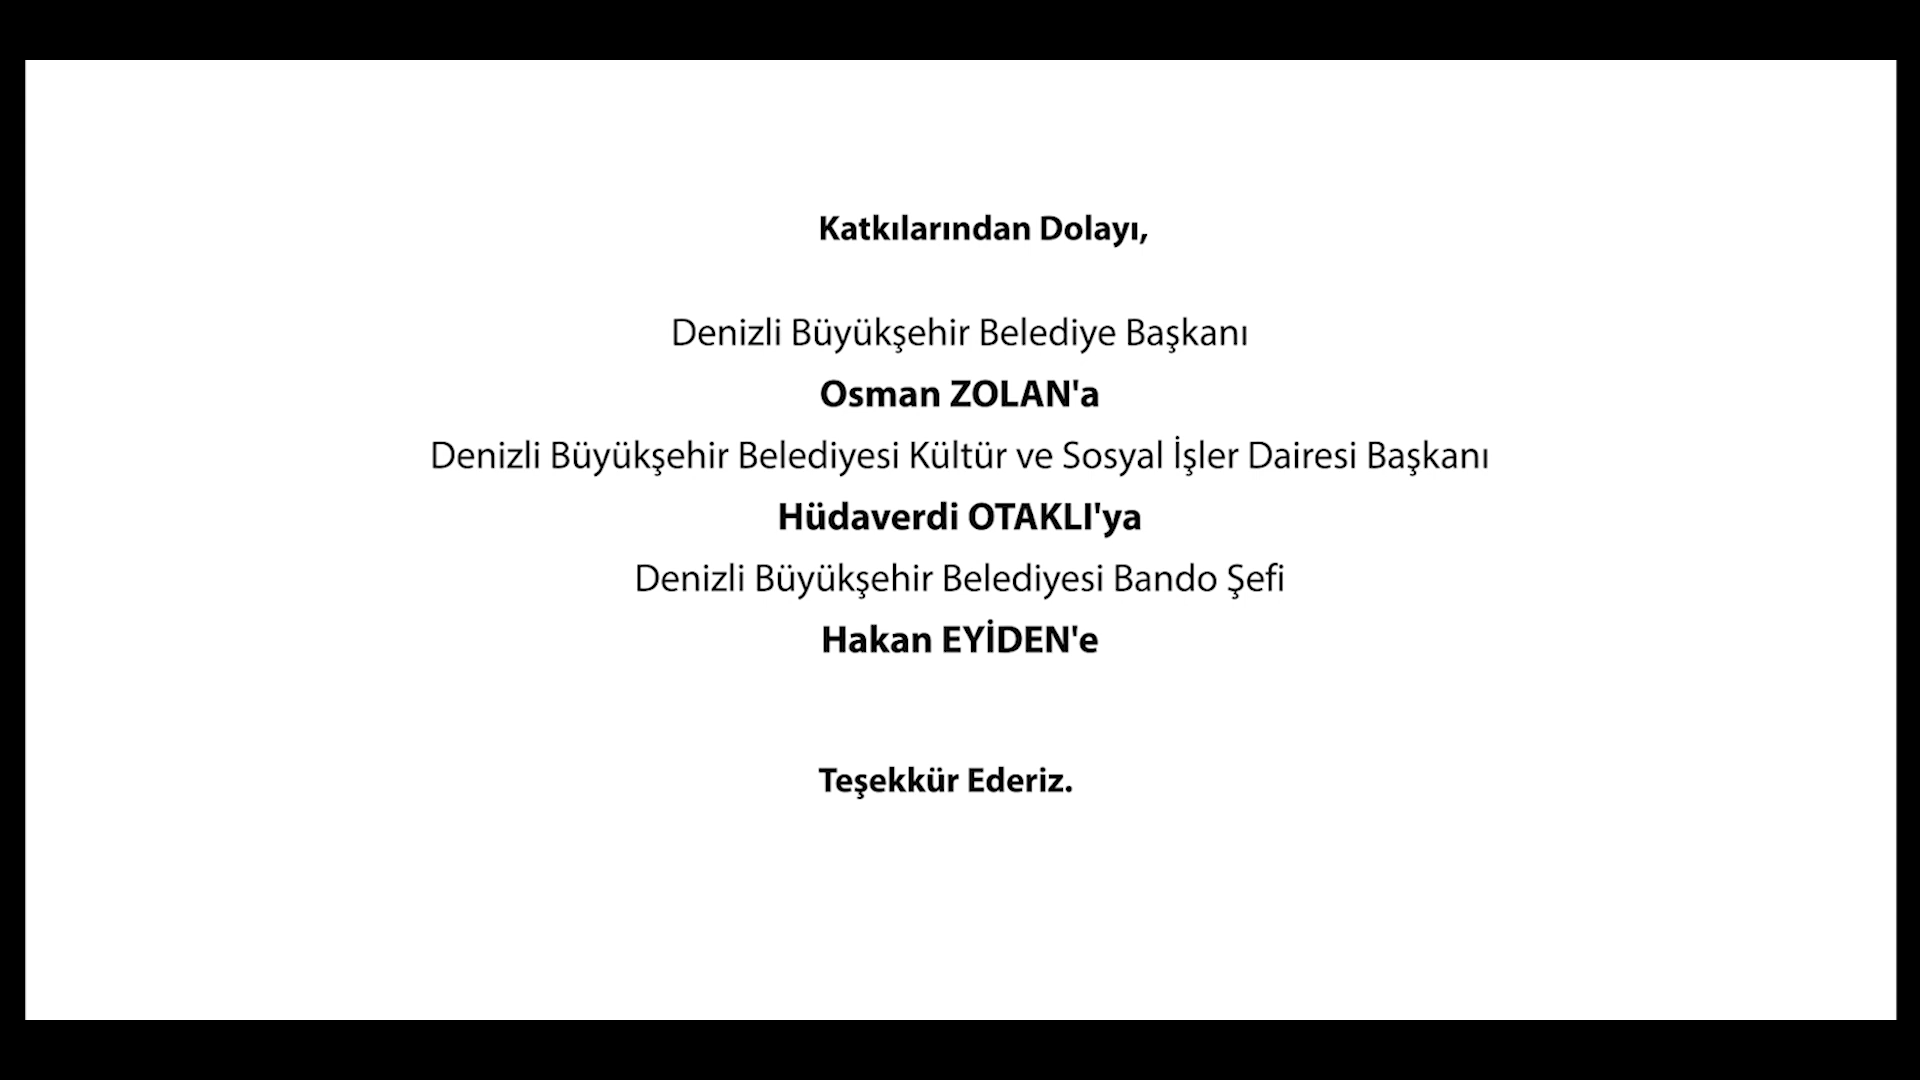 Katkılarından Dolayı,
Denizli Büyükşehir Belediye Başkanı
Osman ZOLAN'a
Denizli Büyükşehir Belediyesi Kültür ve Sosyal İşler Dairesi Başkanı
Hüdaverdi OTAKLI'ya
Denizli Büyükşehir Belediyesi Bando Şefi
Hakan EYİDEN'e
Teşekkür Ederiz.